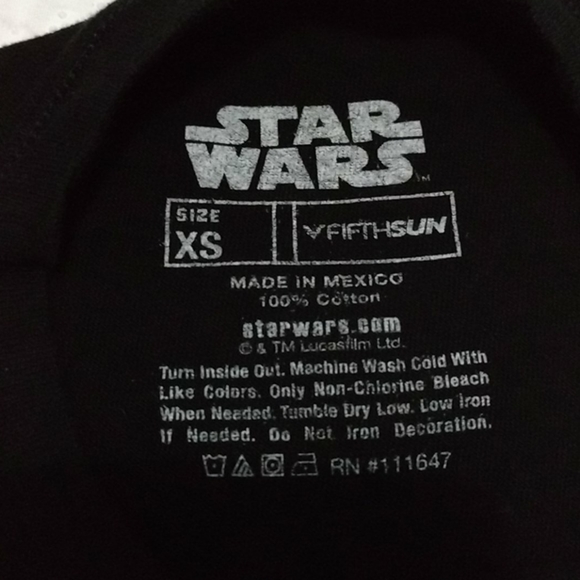 STAR
WARS™
SIZE
XS
FIFTHSUN
MADE IN MEXICO
100% Cotton
starwars.com
© & TM Lucasfilm Ltd.
Turn Inside Out. Machine Wash Cold With
Like Colors. Only Non-Chlorine Bleach
When Needed. Tumble Dry Low. Low Iron
If Needed. Do Not Iron Decoration.
RN #111647